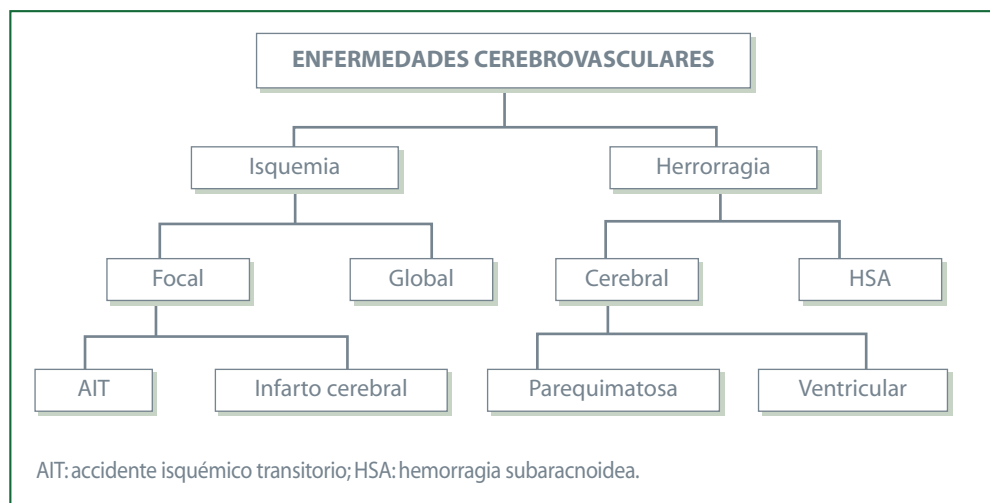 ENFERMEDADES CEREBROVASCULARES
Isquemia
Herrorragia
Focal
Global
Cerebral
HSA
AIT
Infarto cerebral
Parequimatosa
Ventricular
AIT: accidente isquémico transitorio; HSA: hemorragia subaracnoidea.